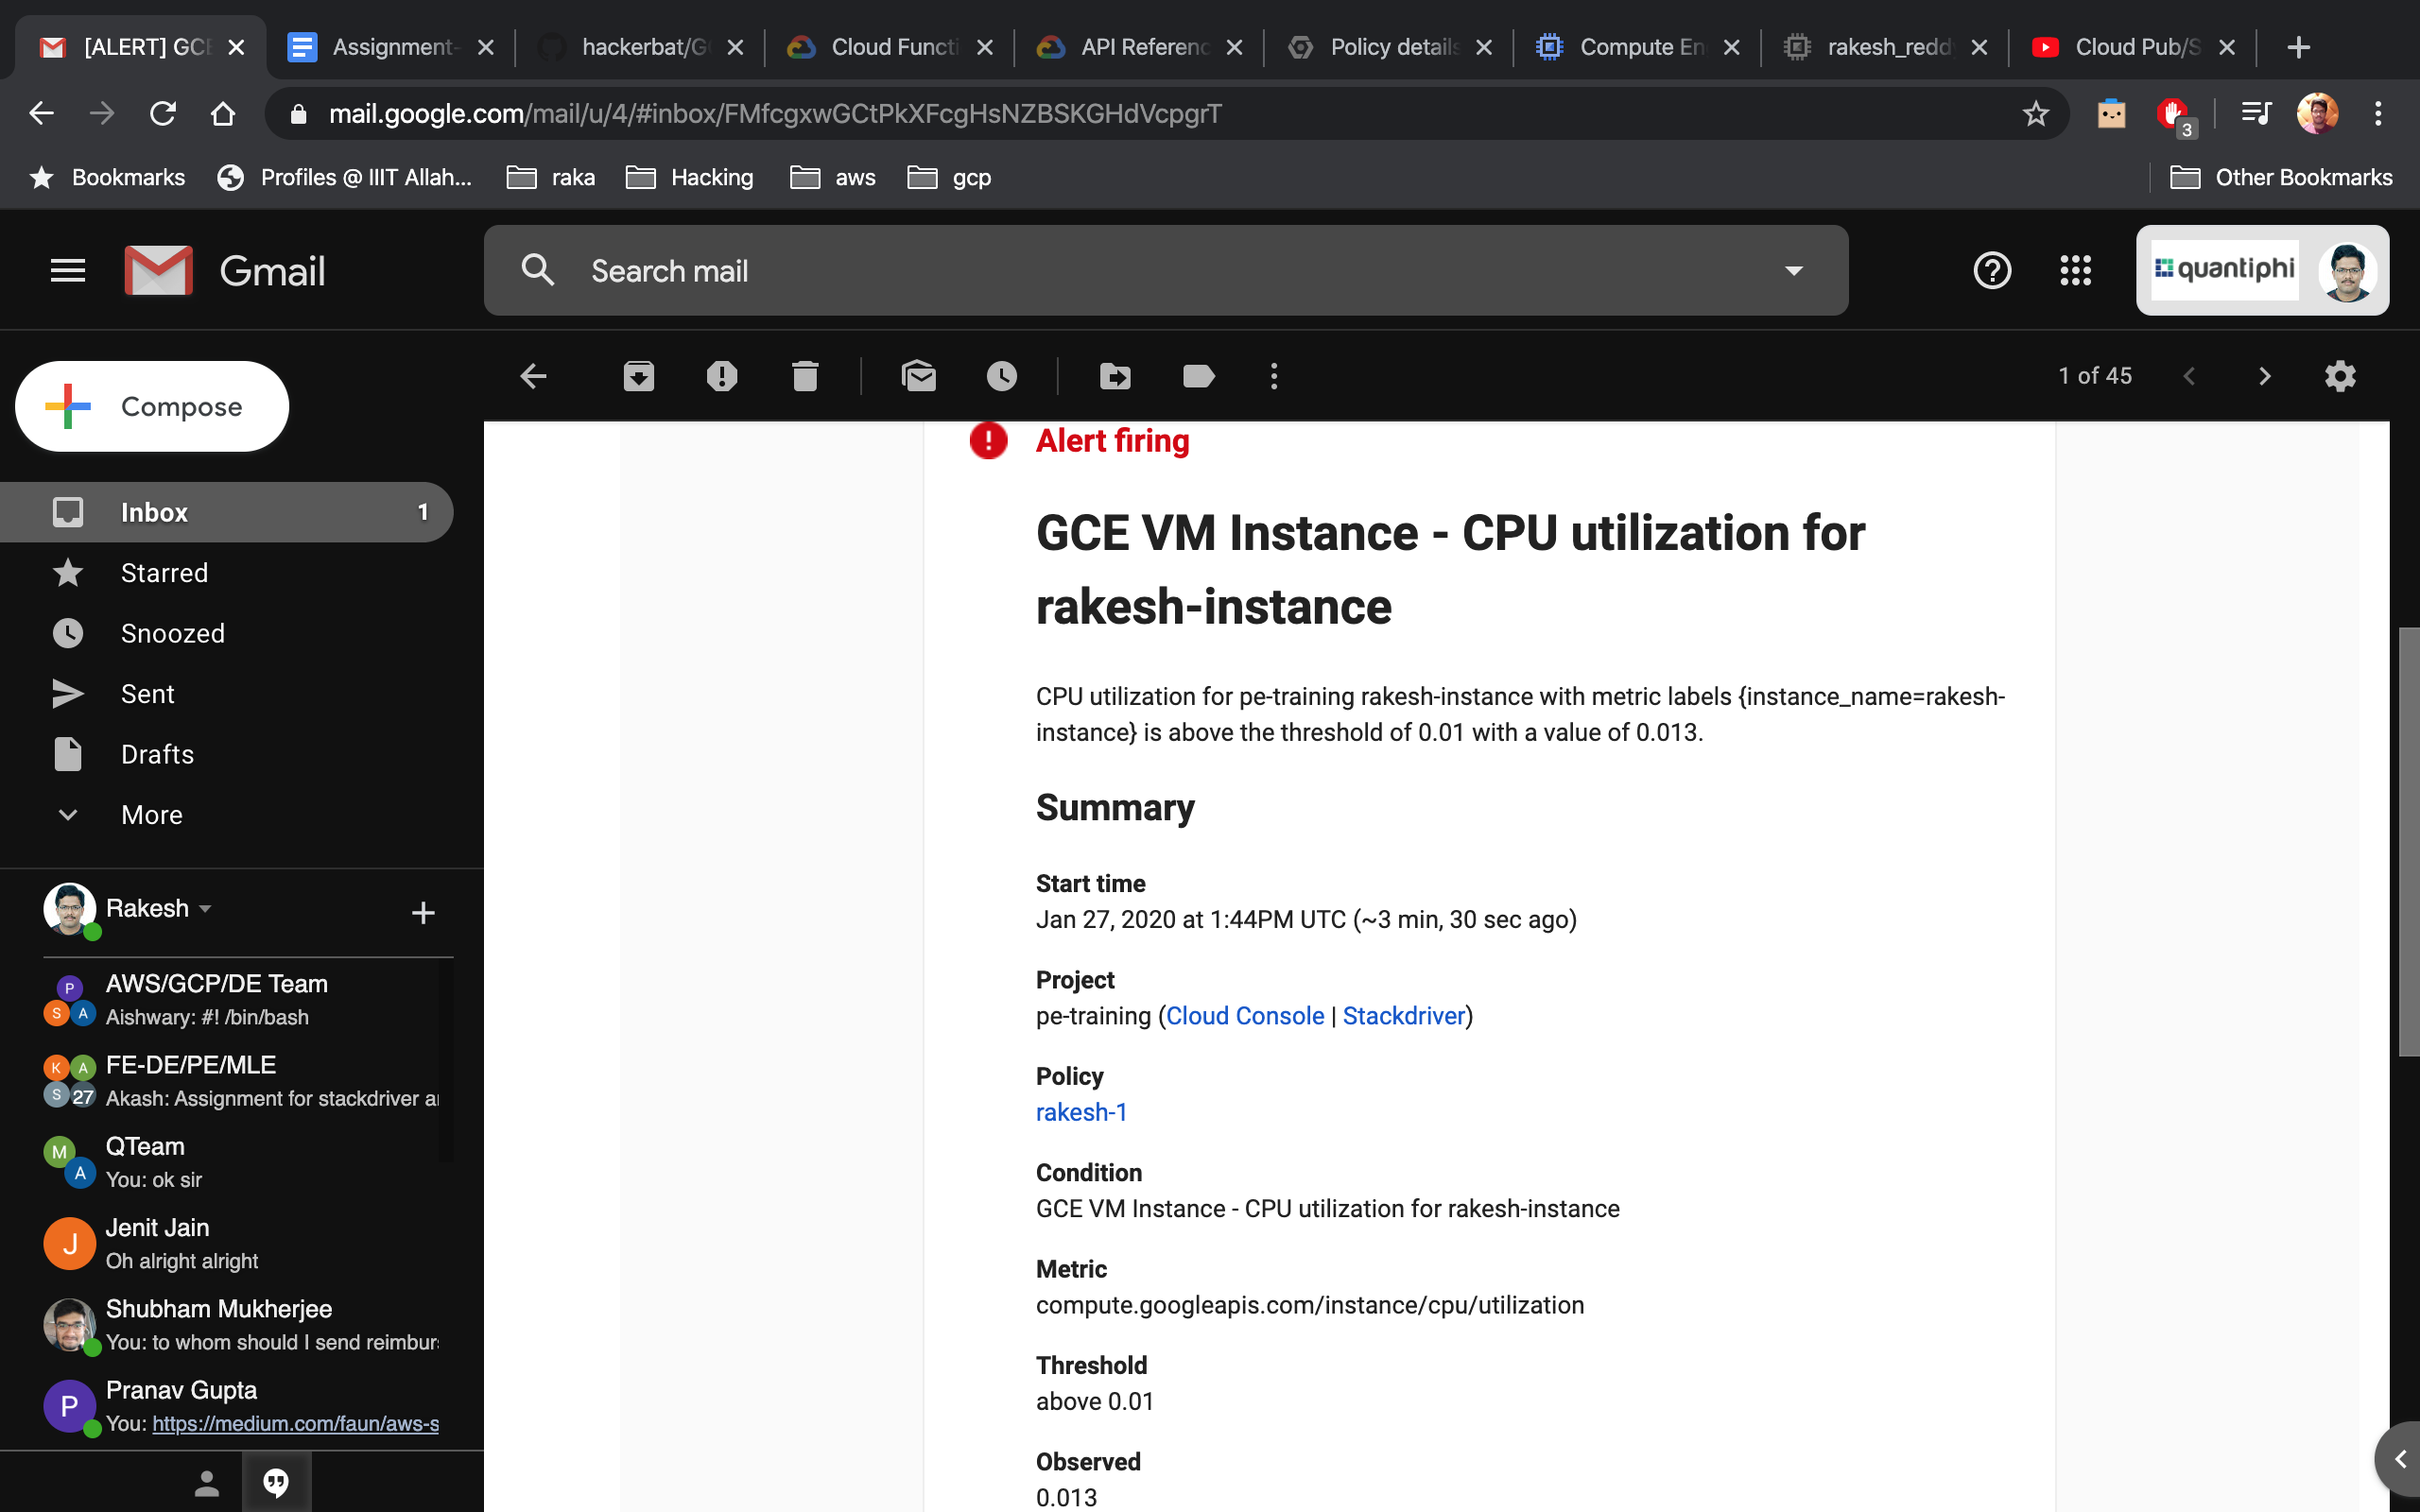 [ALERT] GCE
Assignment-
hackerbat/G
Cloud Functi
API Referenc
Policy details
Compute En
rakesh_reddy
Cloud Pub/S
mail.google.com/mail/u/4/#inbox/FMfcgxwGCtPkXFcgHsNZBSKGHdVcpgrT
3
Bookmarks
Profiles @ IIIT Allah...
raka
Hacking
aws
gcp
Other Bookmarks
Gmail
Search mail
quantiphi
Compose
1 of 45
Inbox 1
Starred
Snoozed
Sent
Drafts
More
Rakesh
P
S A
AWS/GCP/DE Team
Aishwary: #! /bin/bash
K A
S 27
FE-DE/PE/MLE
Akash: Assignment for stackdriver a
M
A
QTeam
You: ok sir
J
Jenit Jain
Oh alright alright
Shubham Mukherjee
You: to whom should I send reimburs
P
Pranav Gupta
You: https://medium.com/faun/aws-s
Alert firing
GCE VM Instance - CPU utilization for
rakesh-instance
CPU utilization for pe-training rakesh-instance with metric labels {instance_name=rakesh-
instance} is above the threshold of 0.01 with a value of 0.013.
Summary
Start time
Jan 27, 2020 at 1:44PM UTC (~3 min, 30 sec ago)
Project
pe-training (Cloud Console | Stackdriver)
Policy
rakesh-1
Condition
GCE VM Instance - CPU utilization for rakesh-instance
Metric
compute.googleapis.com/instance/cpu/utilization
Threshold
above 0.01
Observed
0.013